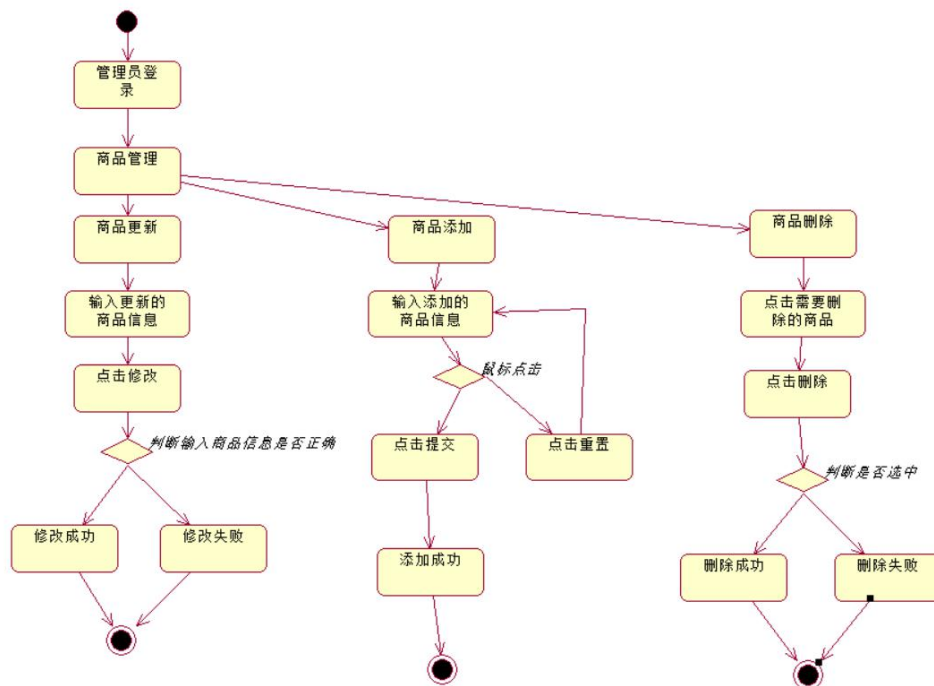 管理员登
录
商品管理
商品更新
商品添加
商品删除
输入更新的
商品信息
输入添加的
商品信息
点击需要删
除的商品
点击修改
鼠标点击
点击删除
判断输入商品信息是否正确
点击提交
点击重置
判断是否选中
修改成功
修改失败
添加成功
删除成功
删除失败